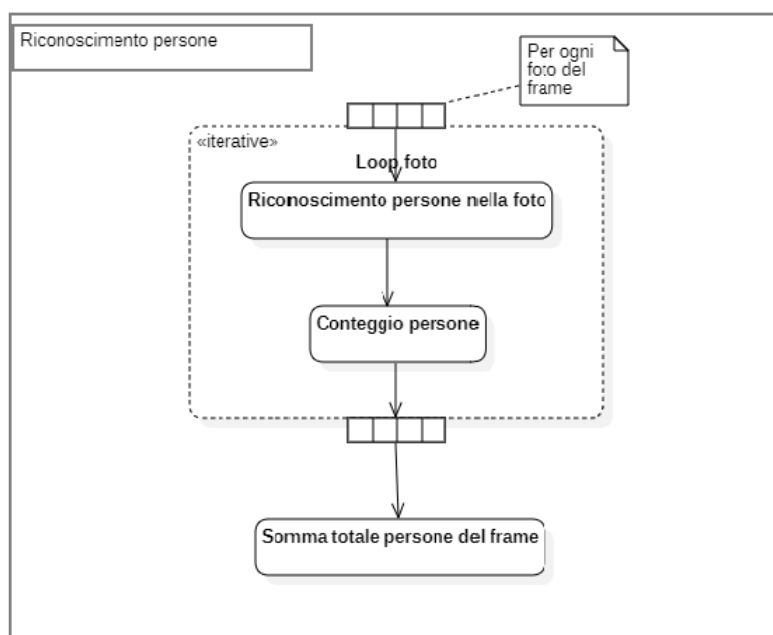 Riconoscimento persone
Per ogni
foto del
frame
«iterative»
Loop foto
Riconoscimento persone nella foto
Conteggio persone
Somma totale persone del frame